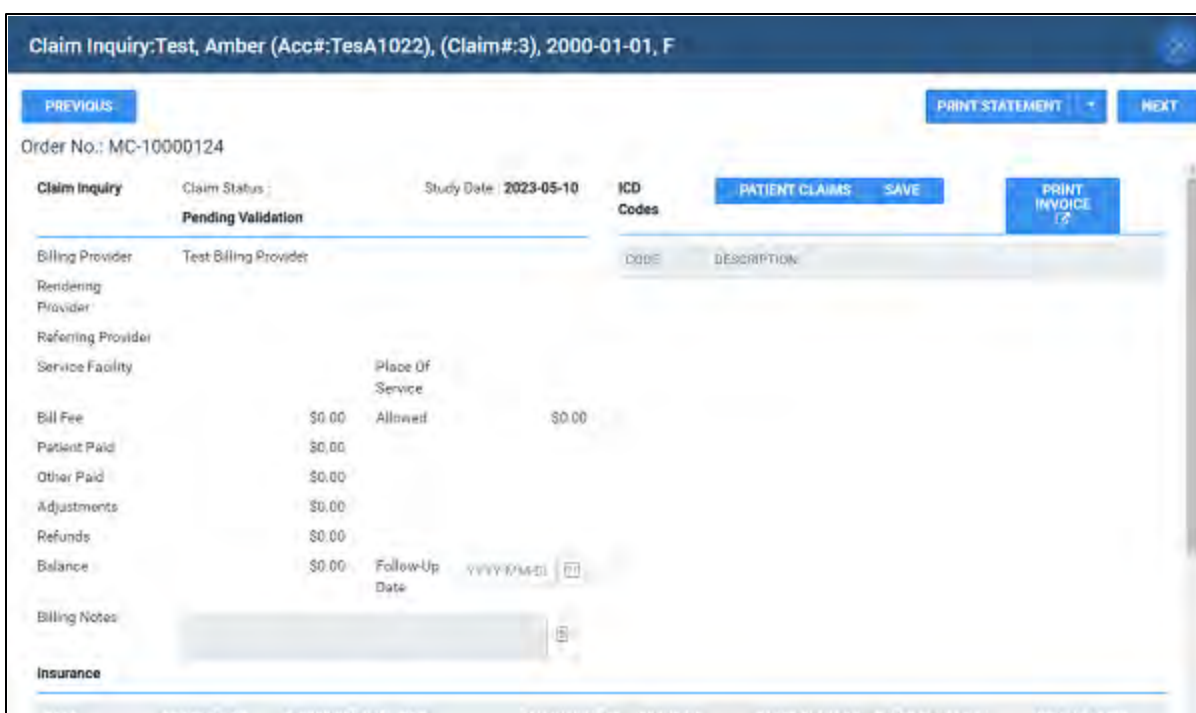 Claim Inquiry:Test, Amber (Acc#:TesA1022), (Claim#:3), 2000-01-01, F
PREVIOUS
PRINT STATEMENT
NEXT
Order No.: MC-10000124
Claim Inquiry
Claim Status :
Study Date : 2023-05-10
Pending Validation
ICD
Codes
PATIENT CLAIMS
SAVE
PRINT
INVOICE
Billing Provider
Test Billing Provider
CODE
DESCRIPTION
Rendering
Provider
Referring Provider
Service Facility
Place Of
Service
Bill Fee
$0.00
Allowed
$0.00
Patient Paid
$0.00
Other Paid
$0.00
Adjustments
$0.00
Refunds
$0.00
Balance
$0.00
Follow-Up
Date
Billing Notes
Insurance